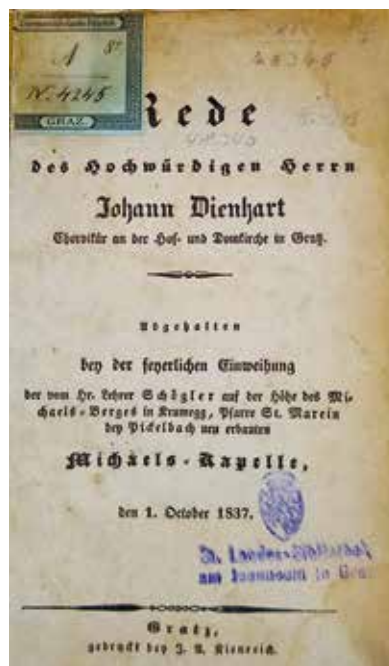 A 8°
N. 4245
GRAZ.
Rede
des Hochwürdigen Herrn
Johann Dienhart
Chorvikär an der Hof- und Domkirche in Gratz.
Abgehalten
bey der feyerlichen Einweihung
der vom Hr. Lehrer Schögler auf der Höhe des Mi-
chaels-Berges in Krumegg, Pfarre St. Marein
bey Pickelbach neu erbauten
Michaels-Kapelle,
den 1. October 1837.
St. Landes-Bibliothek
am Joanneum in Graz
Gratz,
gedruckt bey J. A. Kienreich.